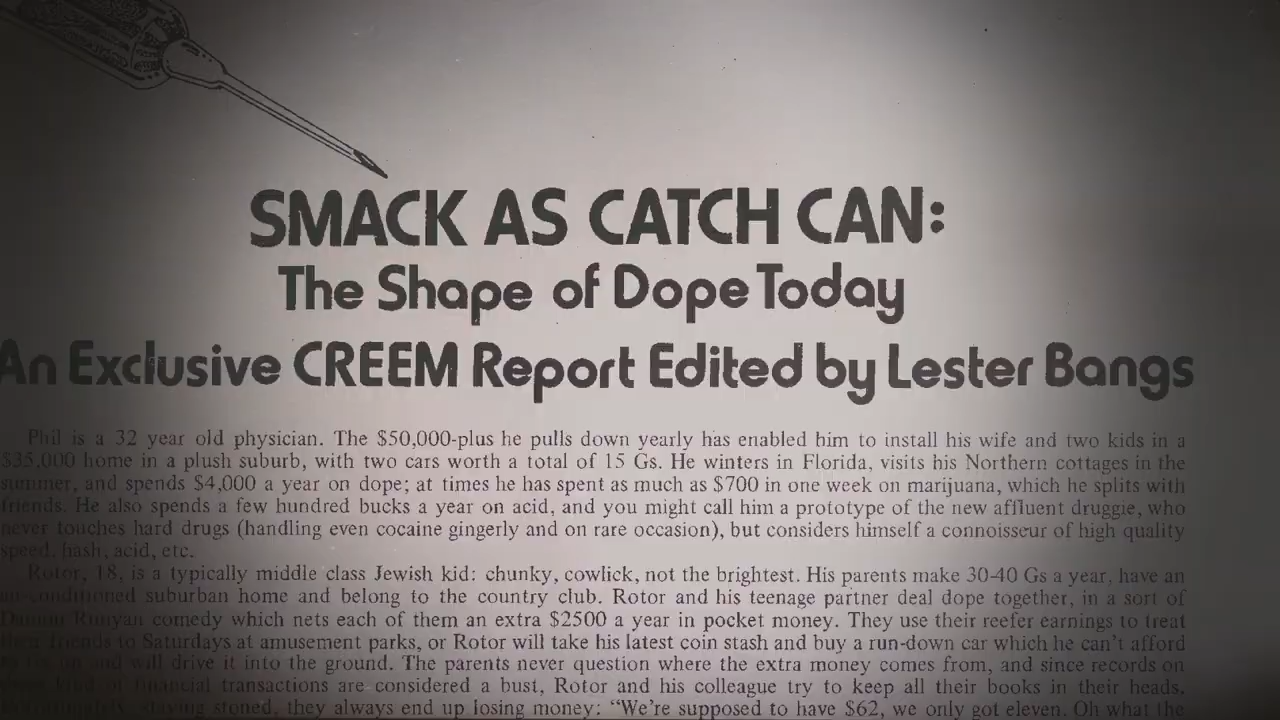 SMACK AS CATCH CAN:
The Shape of Dope Today
An Exclusive CREEM Report Edited by Lester Bangs
Phil is a 32 year old physician. The $50,000-plus he pulls down yearly has enabled him to install his wife and two kids in a
$35,000 home in a plush suburb, with two cars worth a total of 15 Gs. He winters in Florida, visits his Northern cottages in the
summer, and spends $4,000 a year on dope; at times he has spent as much as $700 in one week on marijuana, which he splits with
friends. He also spends a few hundred bucks a year on acid, and you might call him a prototype of the new affluent druggie, who
never touches hard drugs (handling even cocaine gingerly and on rare occasion), but considers himself a connoisseur of high quality
speed, hash, acid, etc.
Rotor, 18, is a typically middle class Jewish kid: chunky, cowlick, not the brightest. His parents make 30-40 Gs a year, have an
air-conditioned suburban home and belong to the country club. Rotor and his teenage partner deal dope together, in a sort of
Damon Runyan comedy which nets each of them an extra $2500 a year in pocket money. They use their reefer earnings to treat
their friends to Saturdays at amusement parks, or Rotor will take his latest coin stash and buy a run-down car which he can't afford
and will drive it into the ground. The parents never question where the extra money comes from, and since records on
financial transactions are considered a bust, Rotor and his colleague try to keep all their books in their heads.
Unfortunately, staying stoned, they always end up losing money: "We're supposed to have $62, we only got eleven. Oh what the